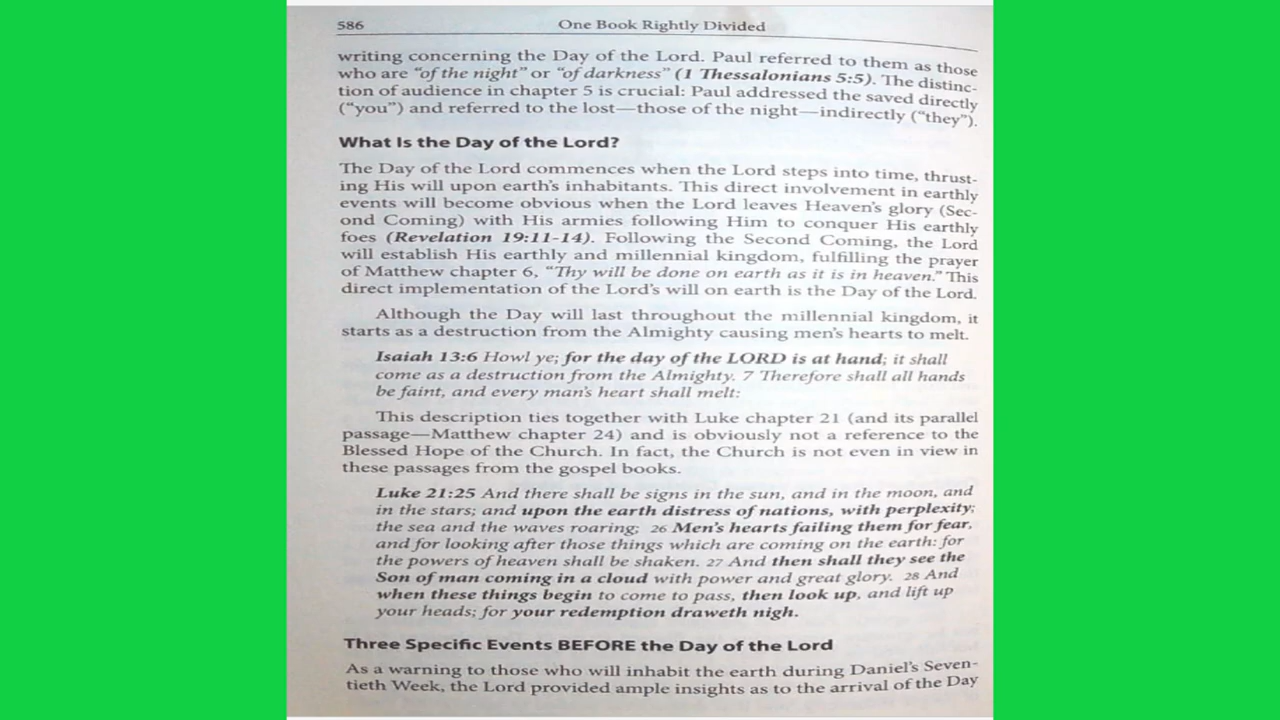 586 One Book Rightly Divided
writing concerning the Day of the Lord. Paul referred to them as those
who are “of the night” or “of darkness” (1 Thessalonians 5:5). The distinc-
tion of audience in chapter 5 is crucial: Paul addressed the saved directly
(“you”) and referred to the lost—those of the night—indirectly (“they”).
What Is the Day of the Lord?
The Day of the Lord commences when the Lord steps into time, thrust-
ing His will upon earth’s inhabitants. This direct involvement in earthly
events will become obvious when the Lord leaves Heaven’s glory (Sec-
ond Coming) with His armies following Him to conquer His earthly
foes (Revelation 19:11-14). Following the Second Coming, the Lord
will establish His earthly and millennial kingdom, fulfilling the prayer
of Matthew chapter 6, “Thy will be done on earth as it is in heaven.” This
direct implementation of the Lord’s will on earth is the Day of the Lord.
Although the Day will last throughout the millennial kingdom, it
starts as a destruction from the Almighty causing men’s hearts to melt.
Isaiah 13:6 Howl ye; for the day of the LORD is at hand; it shall
come as a destruction from the Almighty. 7 Therefore shall all hands
be faint, and every man’s heart shall melt:
This description ties together with Luke chapter 21 (and its parallel
passage—Matthew chapter 24) and is obviously not a reference to the
Blessed Hope of the Church. In fact, the Church is not even in view in
these passages from the gospel books.
Luke 21:25 And there shall be signs in the sun, and in the moon, and
in the stars; and upon the earth distress of nations, with perplexity;
the sea and the waves roaring; 26 Men’s hearts failing them for fear,
and for looking after those things which are coming on the earth: for
the powers of heaven shall be shaken. 27 And then shall they see the
Son of man coming in a cloud with power and great glory. 28 And
when these things begin to come to pass, then look up, and lift up
your heads; for your redemption draweth nigh.
Three Specific Events BEFORE the Day of the Lord
As a warning to those who will inhabit the earth during Daniel’s Seven-
tieth Week, the Lord provided ample insights as to the arrival of the Day